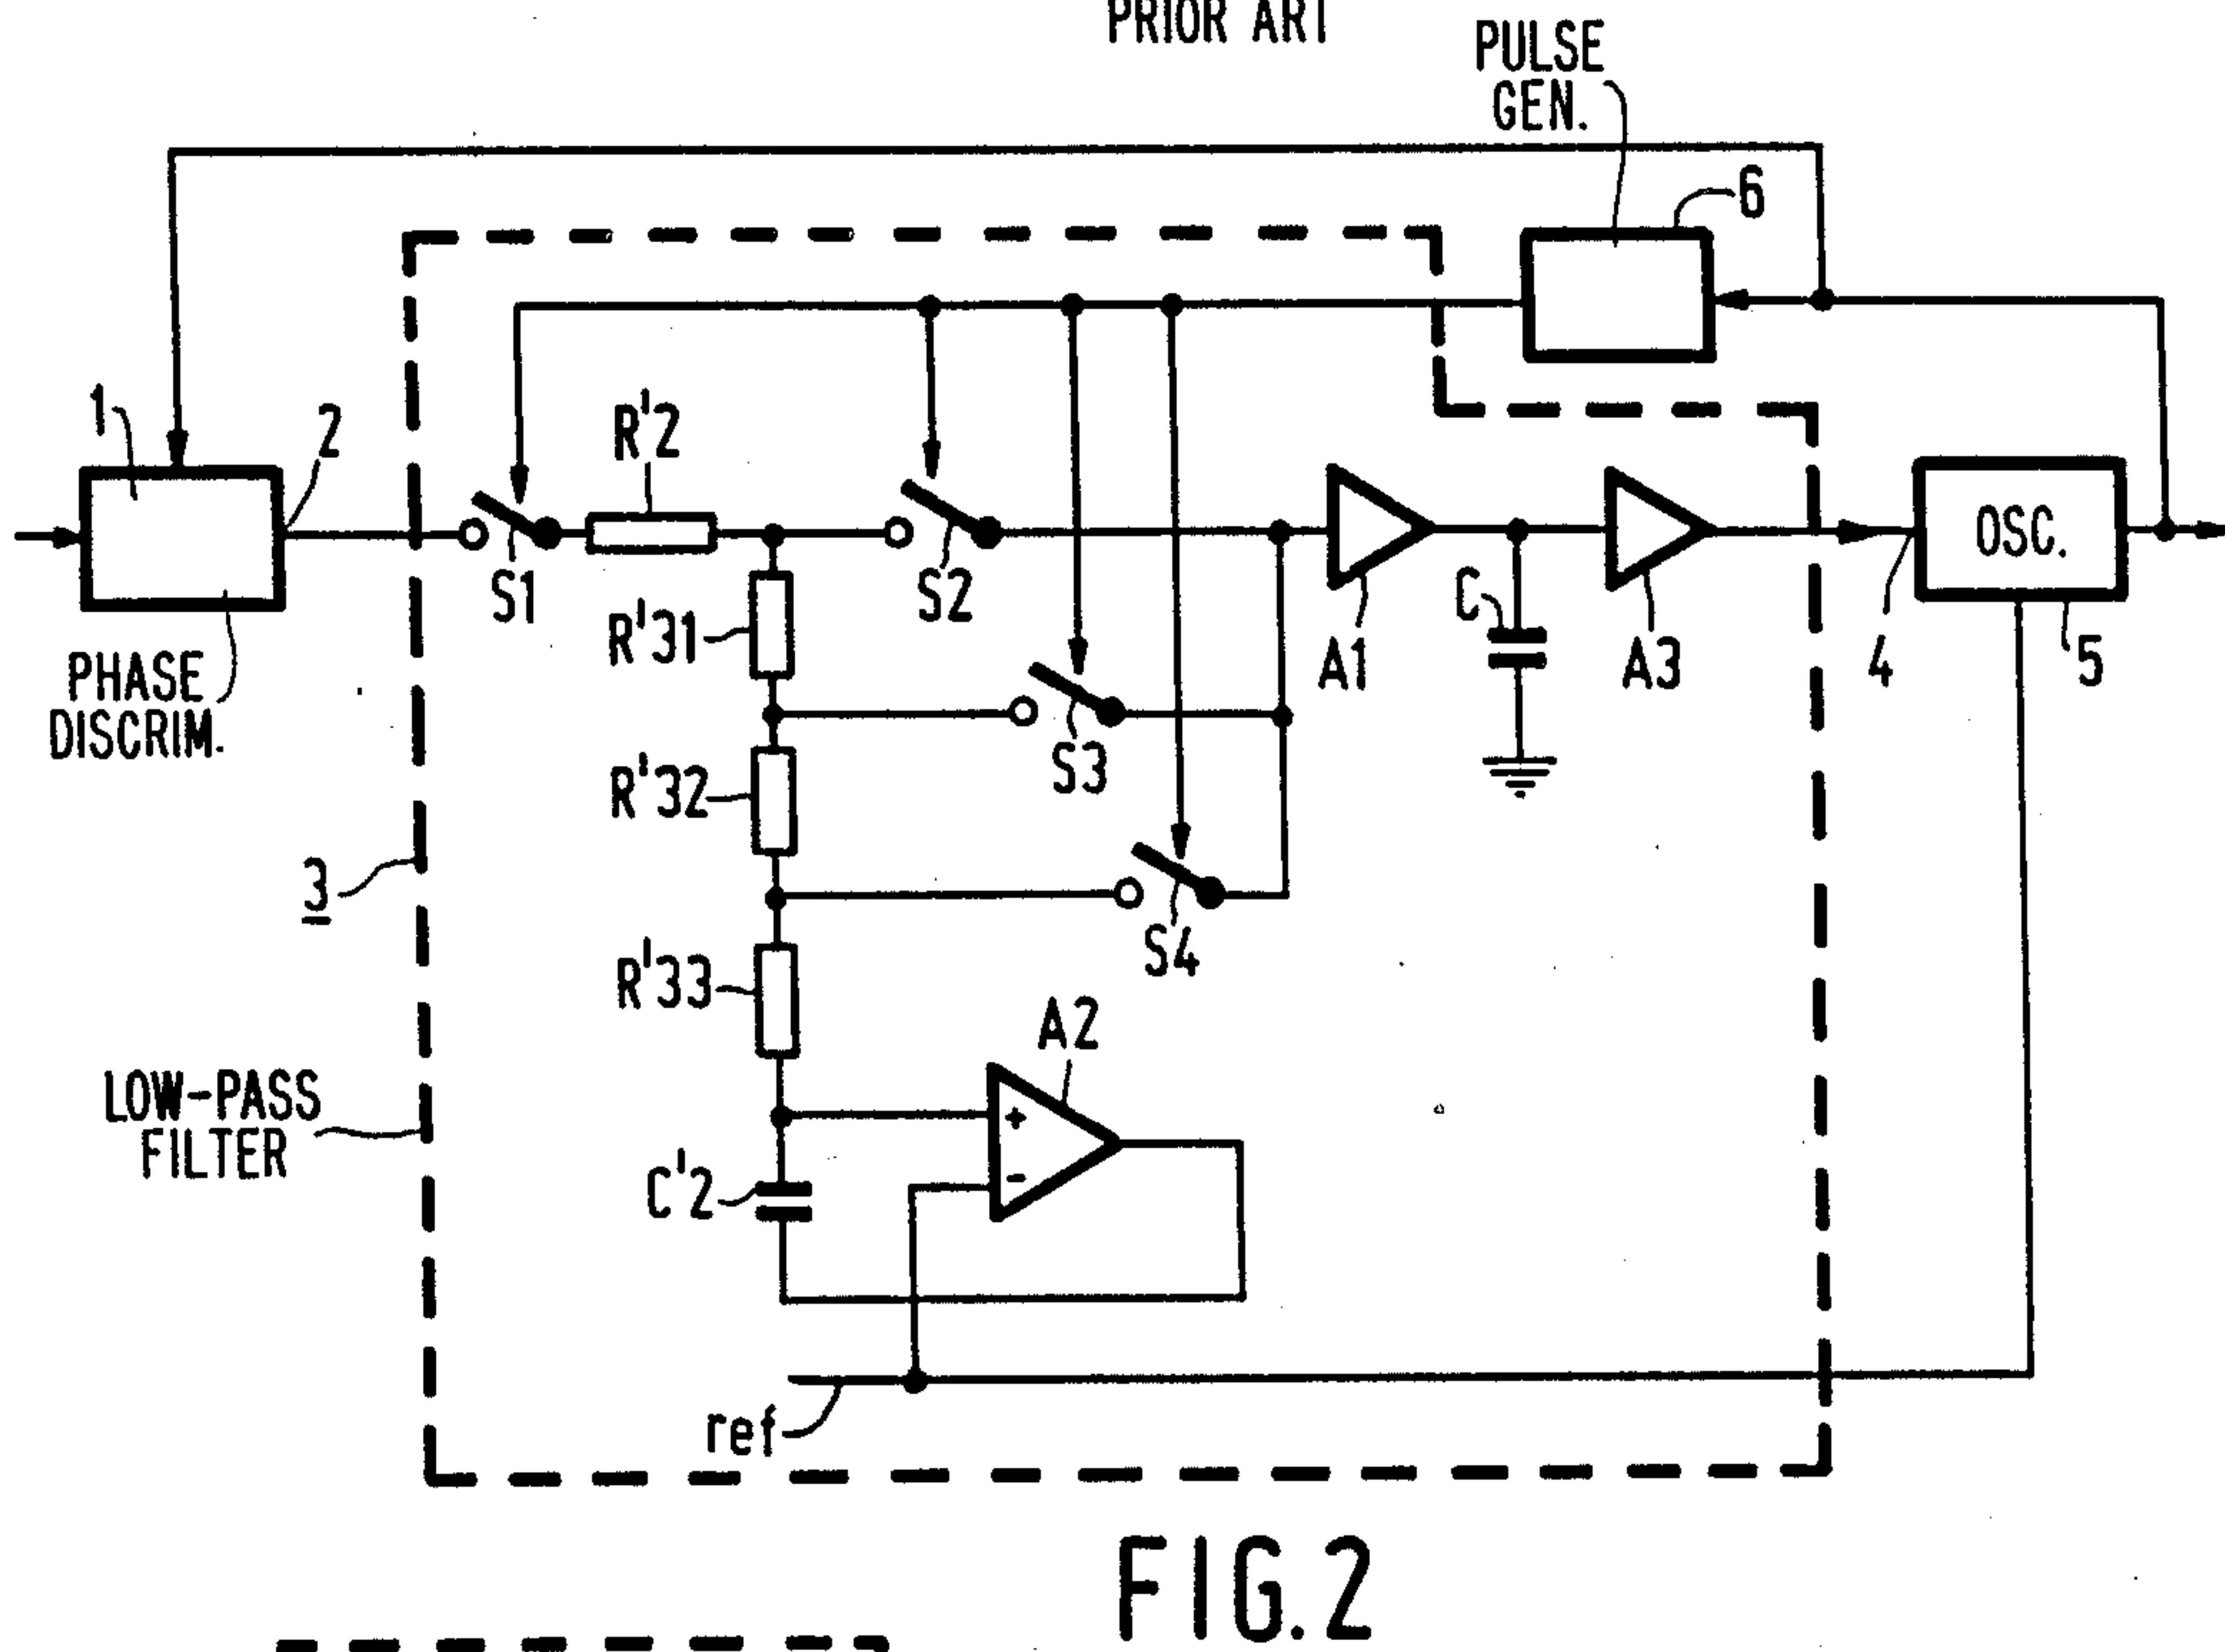 PRIOR ART
PULSE
GEN.
6
1
2
R'2
S1
S2
R'31
OSC.
C
A1
A3
4
5
PHASE
DISCRIM.
S3
R'32
3
S4
R'33
A2
LOW-PASS
FILTER
+
-
C'2
ref
FIG.2